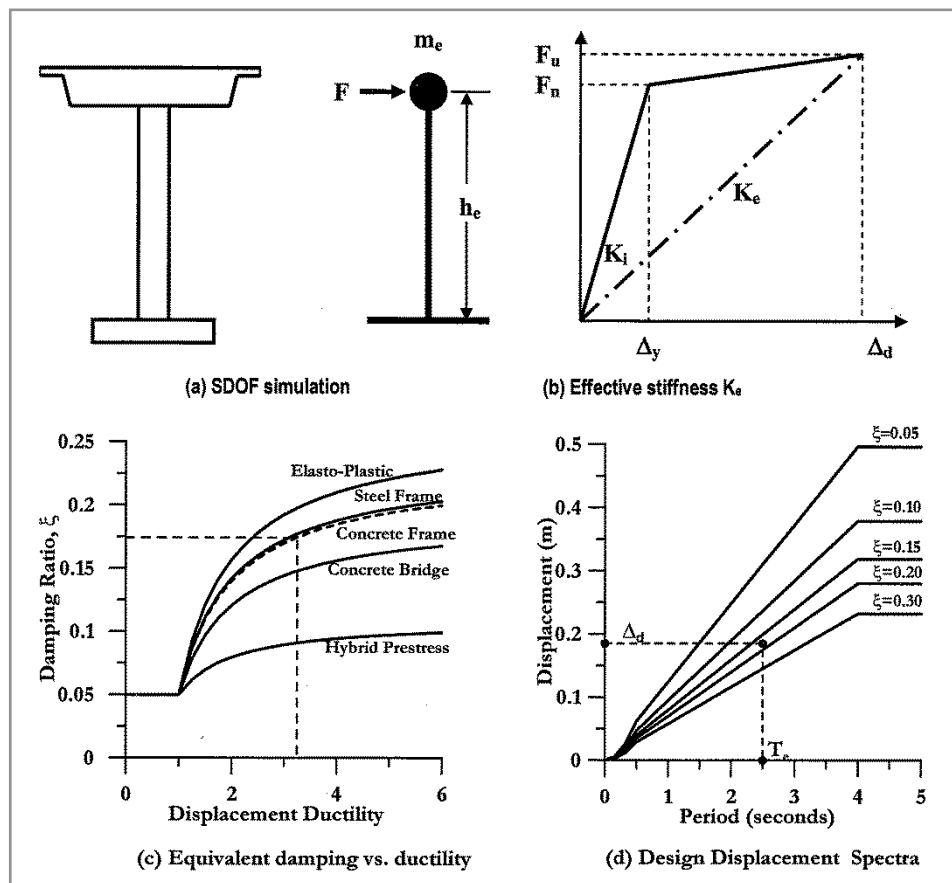 mₑ
F
hₑ
(a) SDOF simulation
Fᵤ
Fₙ
Kₑ
Kᵢ
Δy
Δd
(b) Effective stiffness Kₑ
0.25
0.2
0.15
0.1
0.05
0
Damping Ratio, ξ
Elasto-Plastic
Steel Frame
Concrete Frame
Concrete Bridge
Hybrid Prestress
0 2 4 6
Displacement Ductility
(c) Equivalent damping vs. ductility
0.5
0.4
0.3
0.2
0.1
0
Displacement (m)
ξ=0.05
ξ=0.10
ξ=0.15
ξ=0.20
ξ=0.30
Δd
Tₑ
0 1 2 3 4 5
Period (seconds)
(d) Design Displacement Spectra